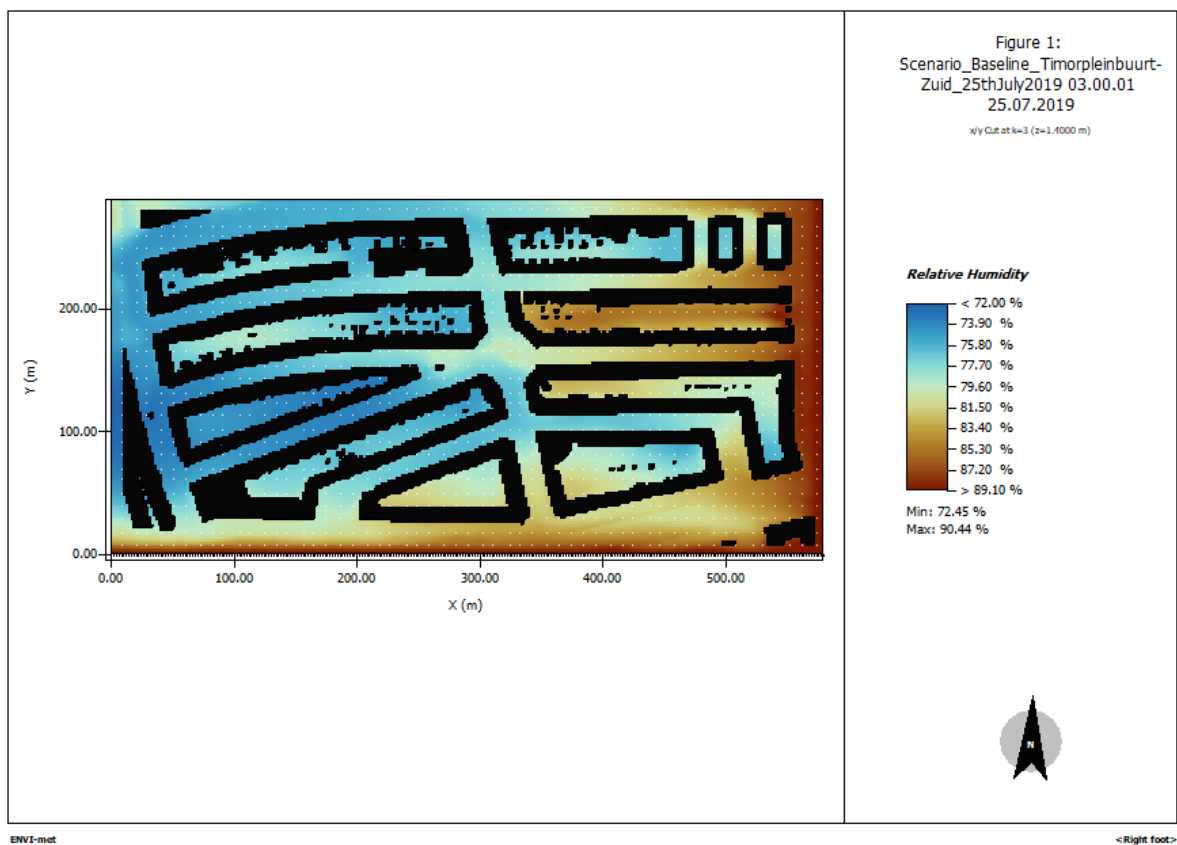 Figure 1:
Scenario_Baseline_Timorpleinbuurt-
Zuid_25thJuly2019 03.00.01
25.07.2019
x/y Cut at k=3 (z=1.4000 m)
Relative Humidity
< 72.00 %
73.90 %
75.80 %
77.70 %
79.60 %
81.50 %
83.40 %
85.30 %
87.20 %
> 89.10 %
Min: 72.45 %
Max: 90.44 %
Y (m)
200.00
100.00
0.00
0.00 100.00 200.00 300.00 400.00 500.00
X (m)
N
ENVI-met
<Right foot>